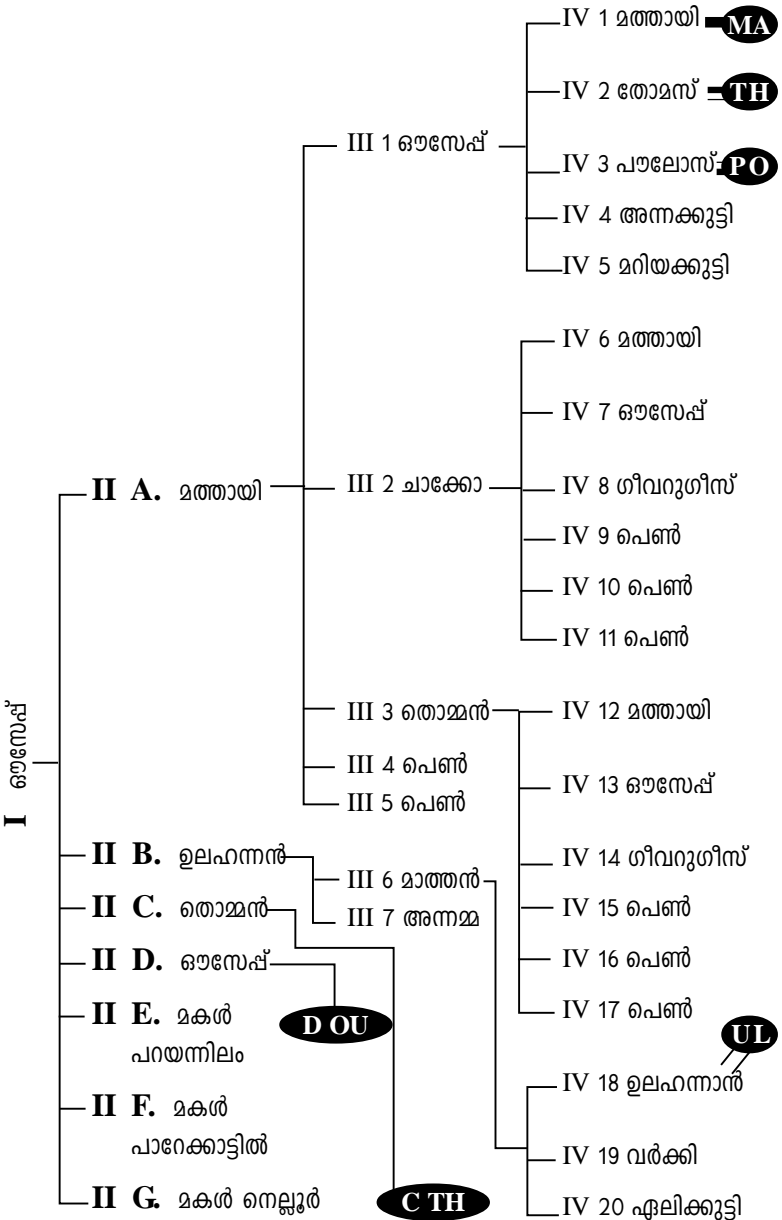 IV 1 മത്തായി MA
IV 2 തോമസ് TH
III 1 ഔസേപ്പ്
IV 3 പൗലോസ് PO
IV 4 അന്നക്കുട്ടി
IV 5 മറിയക്കുട്ടി
IV 6 മത്തായി
IV 7 ഔസേപ്പ്
II A. മത്തായി
III 2 ചാക്കോ
IV 8 ഗീവറുഗീസ്
IV 9 പെൺ
IV 10 പെൺ
IV 11 പെൺ
I ഔസേപ്പ്
III 3 തൊമ്മൻ
IV 12 മത്തായി
III 4 പെൺ
IV 13 ഔസേപ്പ്
III 5 പെൺ
II B. ഉലഹന്നൻ
IV 14 ഗീവറുഗീസ്
III 6 മാത്തൻ
II C. തൊമ്മൻ
IV 15 പെൺ
III 7 അന്നമ്മ
II D. ഔസേപ്പ്
IV 16 പെൺ
II E. മകൾ
പറയന്നിലം
D OU
IV 17 പെൺ
UL
IV 18 ഉലഹന്നാൻ
II F. മകൾ
പാറേക്കാട്ടിൽ
IV 19 വർക്കി
II G. മകൾ നെല്ലൂർ
C TH
IV 20 ഏലിക്കുട്ടി